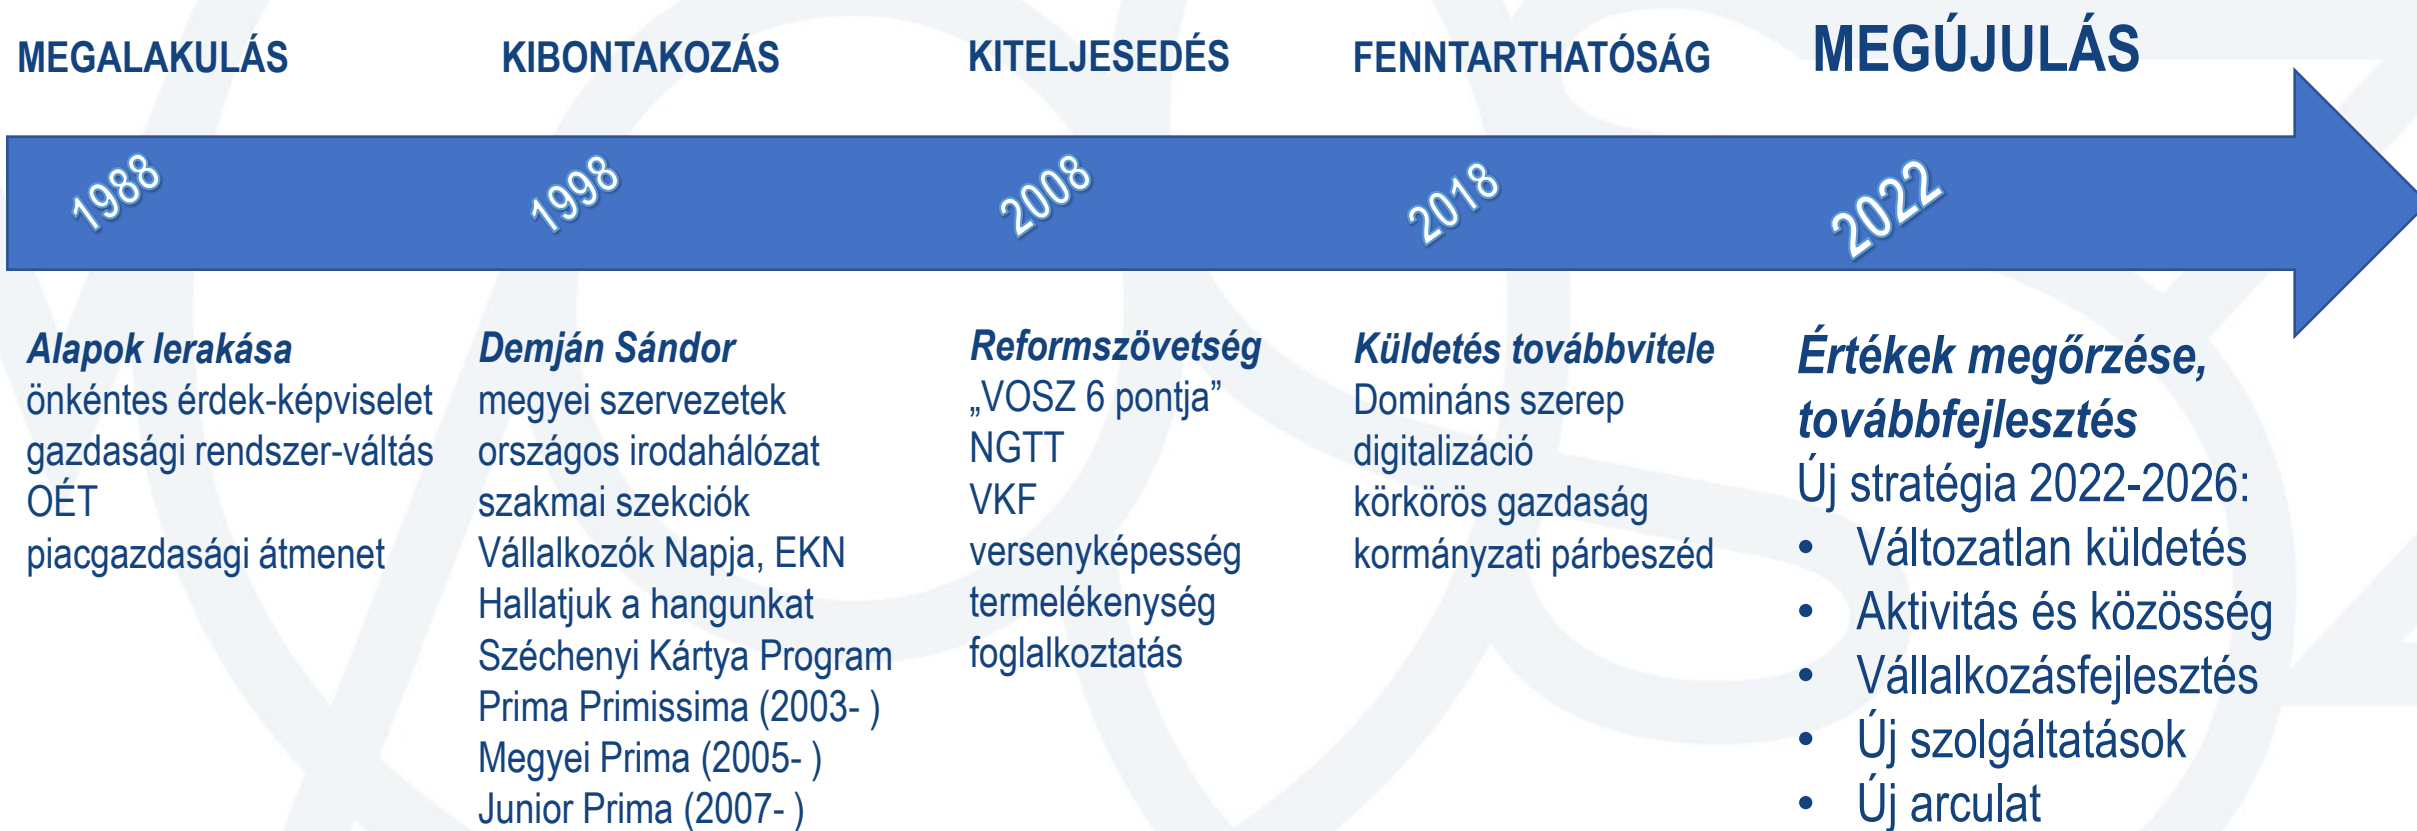 MEGALAKULÁS
KIBONTAKOZÁS
KITELJESEDÉS
FENNTARTHATÓSÁG
MEGÚJULÁS
1988
1998
2008
2018
2022
Alapok lerakása
önkéntes érdek-képviselet
gazdasági rendszer-váltás
OÉT
piacgazdasági átmenet
Demján Sándor
megyei szervezetek
országos irodahálózat
szakmai szekciók
Vállalkozók Napja, EKN
Hallatjuk a hangunkat
Széchenyi Kártya Program
Prima Primissima (2003- )
Megyei Prima (2005- )
Junior Prima (2007- )
Reformszövetség
„VOSZ 6 pontja”
NGTT
VKF
versenyképesség
termelékenység
foglalkoztatás
Küldetés továbbvitele
Domináns szerep
digitalizáció
körkörös gazdaság
kormányzati párbeszéd
Értékek megőrzése,
továbbfejlesztés
Új stratégia 2022-2026:
• Változatlan küldetés
• Aktivitás és közösség
• Vállalkozásfejlesztés
• Új szolgáltatások
• Új arculat